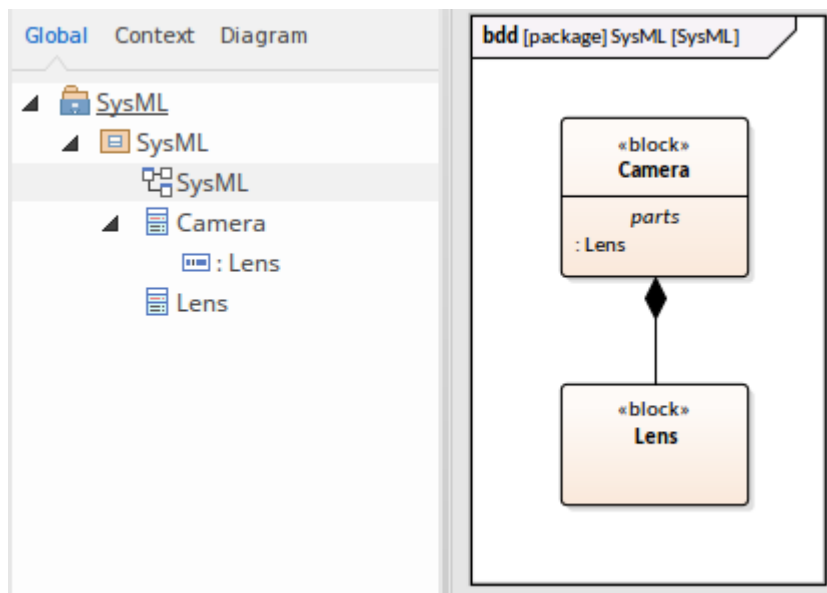 Global Context Diagram
SysML
SysML
SysML
Camera
: Lens
Lens
bdd [package] SysML [SysML]
«block»
Camera
parts
: Lens
«block»
Lens